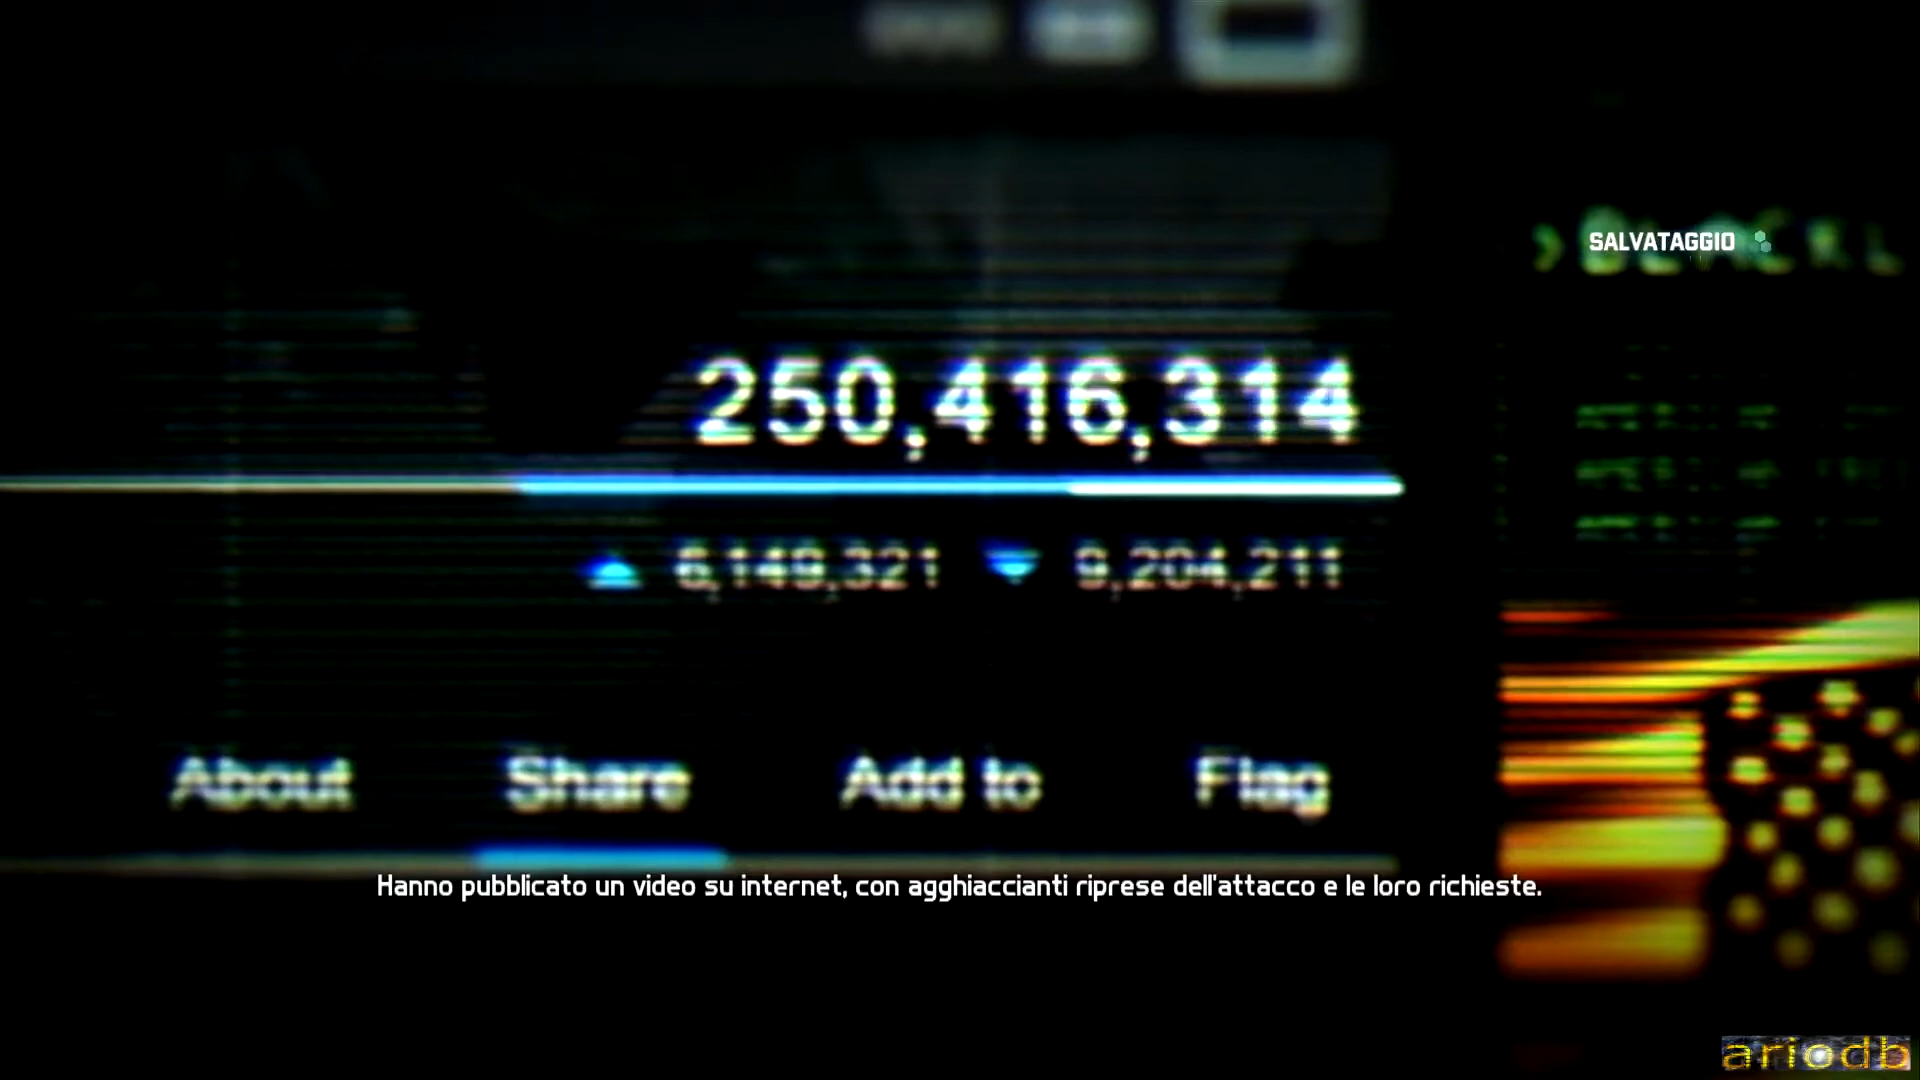 SALVATAGGIO
250,416,314
6,149,321 9,204,211
About Share Add to Flag
Hanno pubblicato un video su internet, con agghiaccianti riprese dell'attacco e le loro richieste.
ariodb